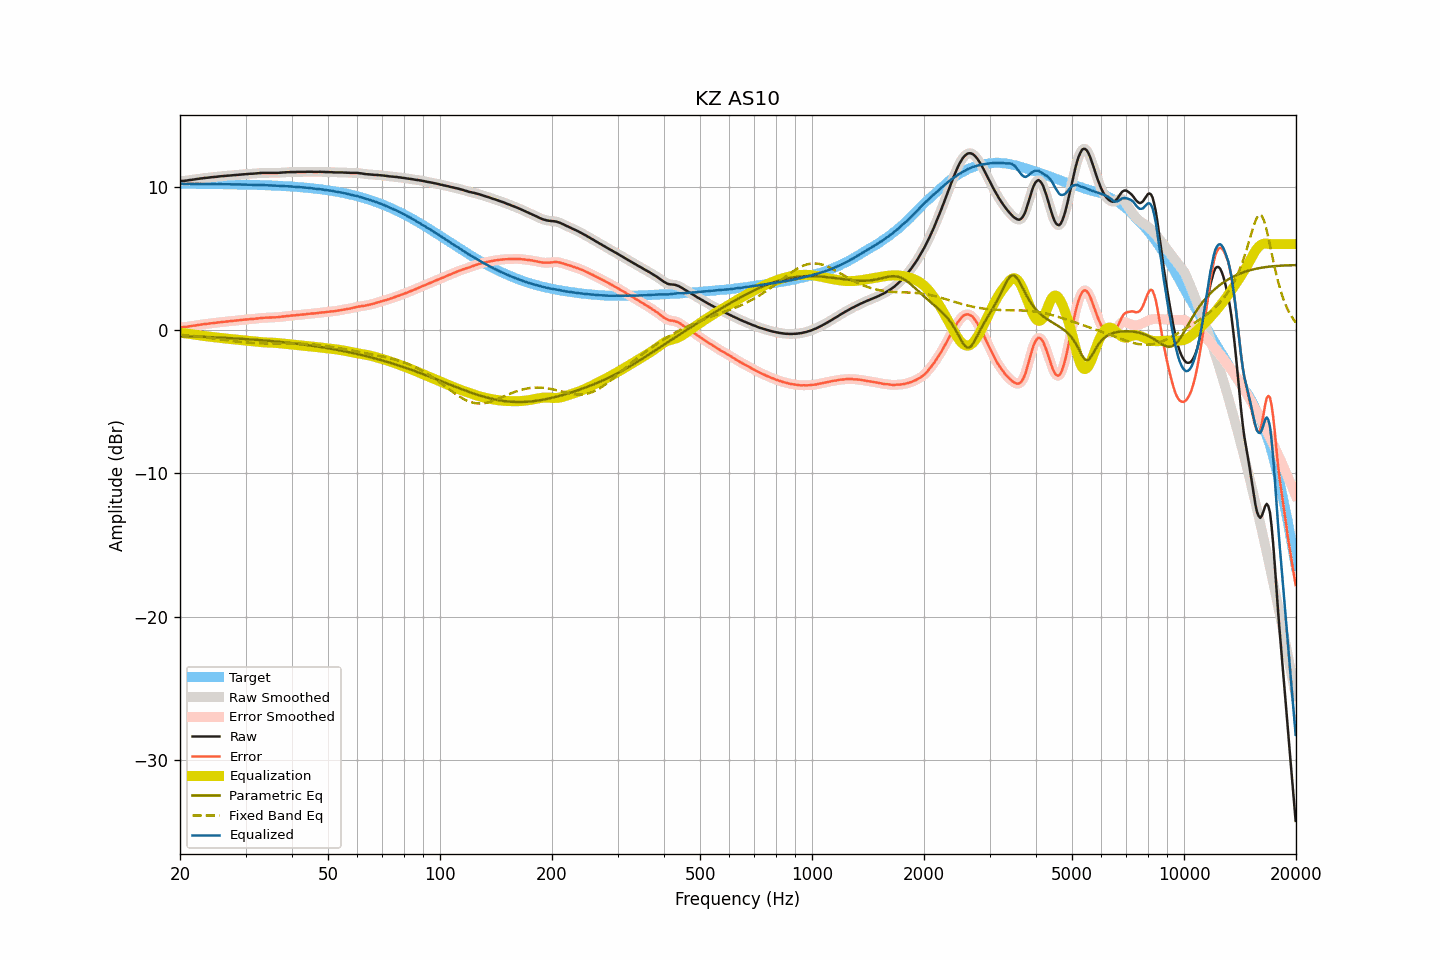 KZ AS10
10
0
−10
−20
−30
Amplitude (dBr)
Target
Raw Smoothed
Error Smoothed
Raw
Error
Equalization
Parametric Eq
Fixed Band Eq
Equalized
20 50 100 200 500 1000 2000 5000 10000 20000
Frequency (Hz)